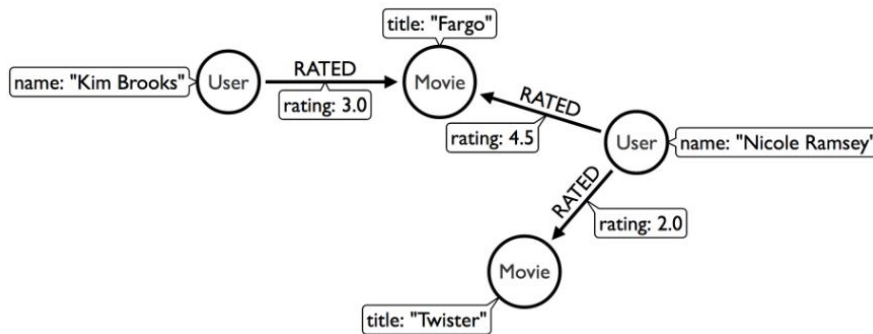 title: "Fargo"
name: "Kim Brooks"
User
RATED
rating: 3.0
Movie
RATED
rating: 4.5
User
name: "Nicole Ramsey"
RATED
rating: 2.0
Movie
title: "Twister"